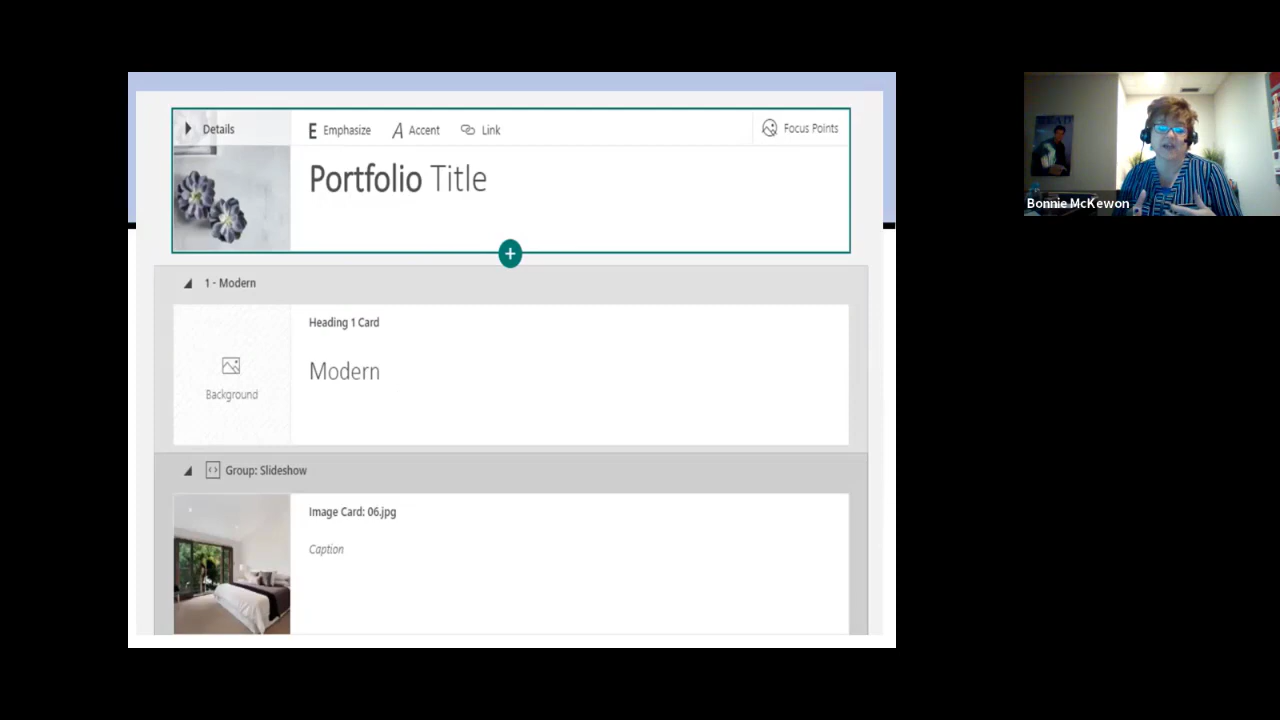 Details
E Emphasize
A Accent
Link
Focus Points
Portfolio Title
1 - Modern
Heading 1 Card
Modern
Background
Group: Slideshow
Image Card: 06.jpg
Caption
READ
Bonnie McKewon